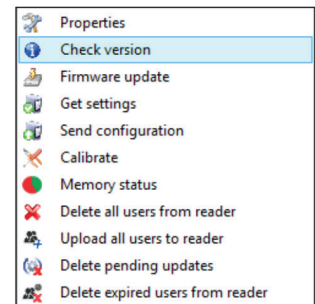 Properties
Check version
Firmware update
Get settings
Send configuration
Calibrate
Memory status
Delete all users from reader
Upload all users to reader
Delete pending updates
Delete expired users from reader